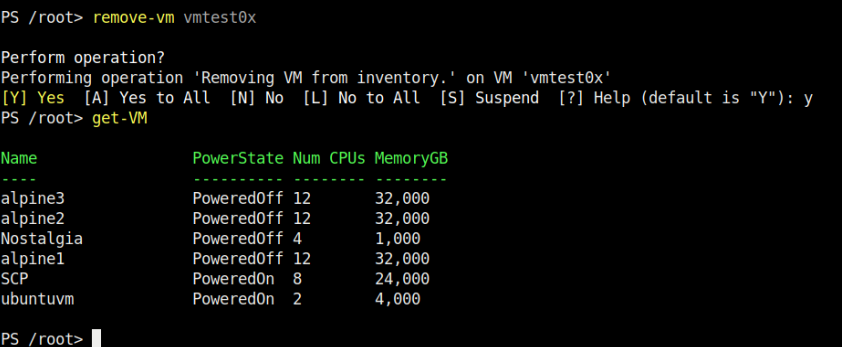 PS /root> remove-vm vmtest0x
Perform operation?
Performing operation 'Removing VM from inventory.' on VM 'vmtest0x'
[Y] Yes  [A] Yes to All  [N] No  [L] No to All  [S] Suspend  [?] Help (default is "Y"): y
PS /root> get-VM
Name                 PowerState Num CPUs MemoryGB
----                 ---------- -------- --------
alpine3              PoweredOff 12       32,000
alpine2              PoweredOff 12       32,000
Nostalgia            PoweredOff 4        1,000
alpine1              PoweredOff 12       32,000
SCP                  PoweredOn  8        24,000
ubuntuvm             PoweredOn  2        4,000
PS /root>